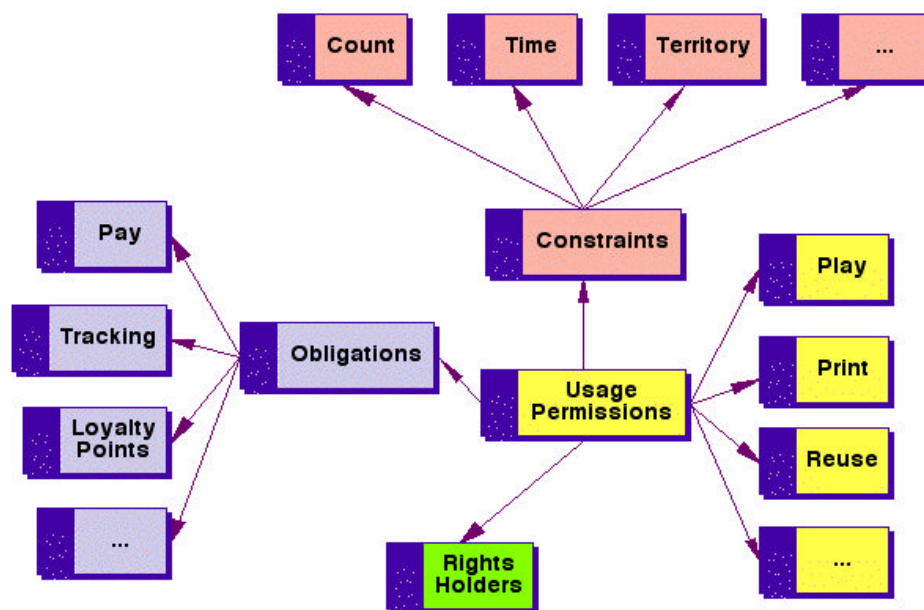 Count
Time
Territory
...
Constraints
Pay
Tracking
Obligations
Loyalty
Points
...
Usage
Permissions
Play
Print
Reuse
...
Rights
Holders